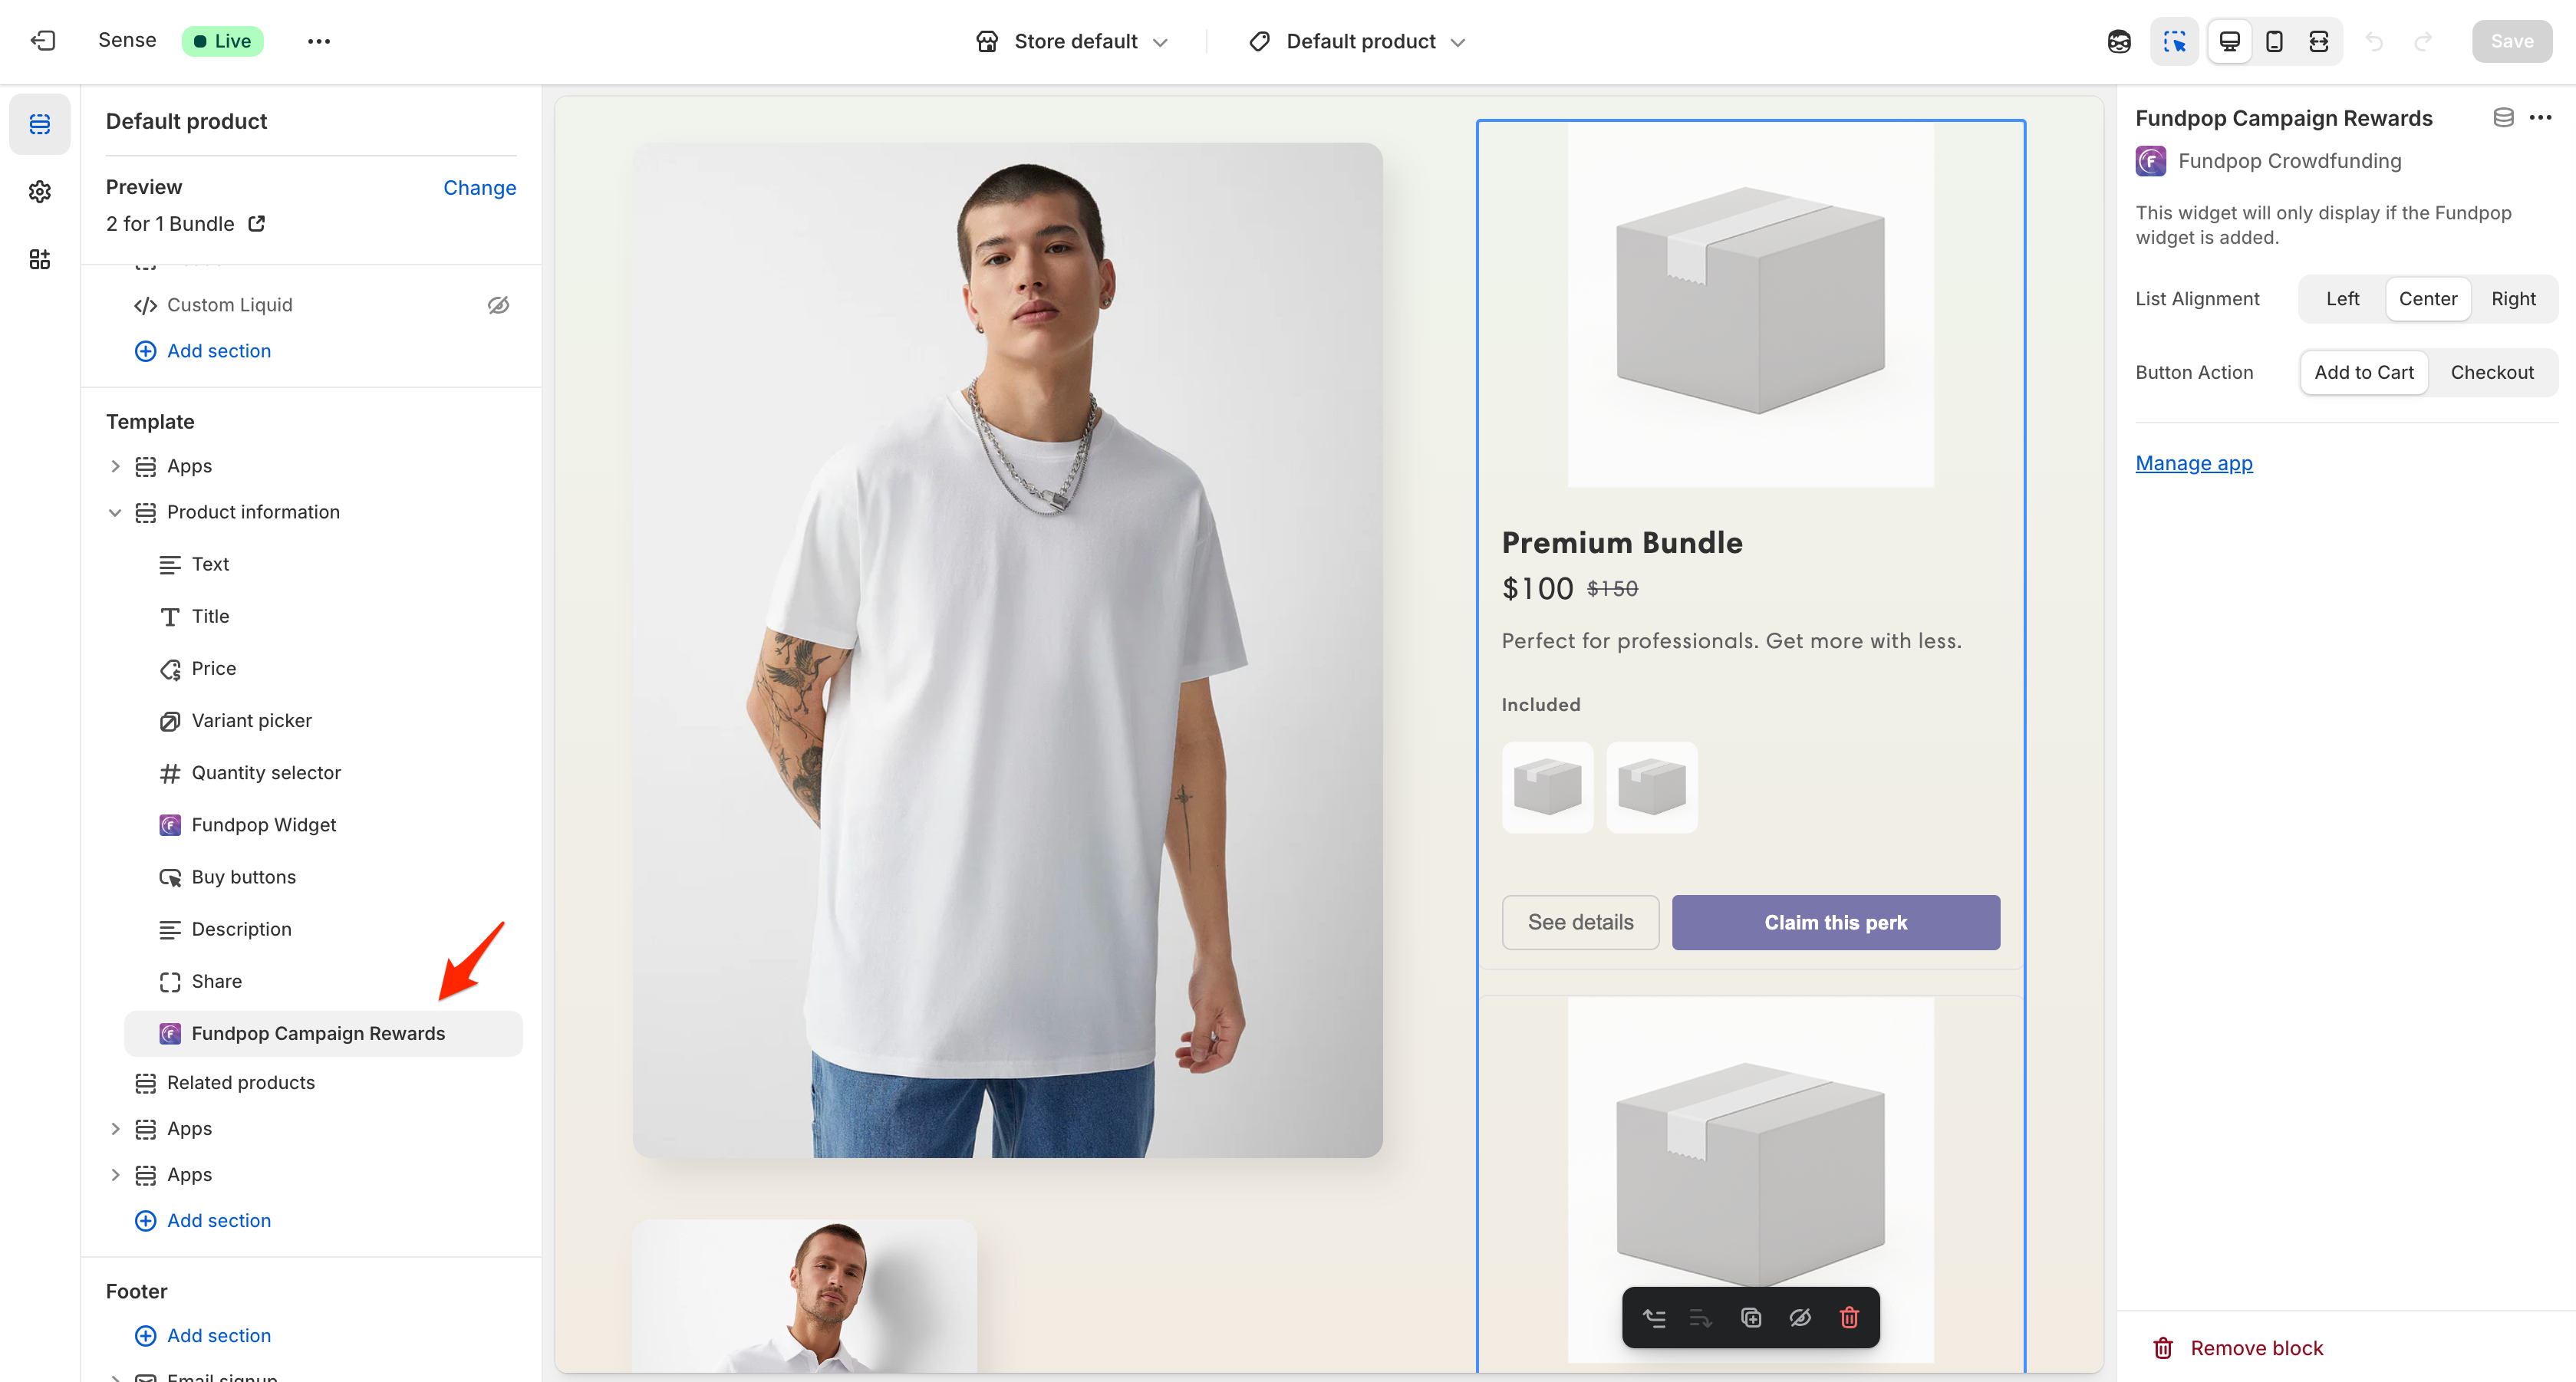 Sense
Live
Store default
Default product
Save
Default product
Preview
Change
2 for 1 Bundle
Custom Liquid
Add section
Template
Apps
Product information
Text
Title
Price
Variant picker
Quantity selector
Fundpop Widget
Buy buttons
Description
Share
Fundpop Campaign Rewards
Related products
Apps
Apps
Add section
Footer
Add section
Email signup
Premium Bundle
$100 $150
Perfect for professionals. Get more with less.
Included
See details
Claim this perk
Fundpop Campaign Rewards
Fundpop Crowdfunding
This widget will only display if the Fundpop
widget is added.
List Alignment
Left Center Right
Button Action
Add to Cart Checkout
Manage app
Remove block